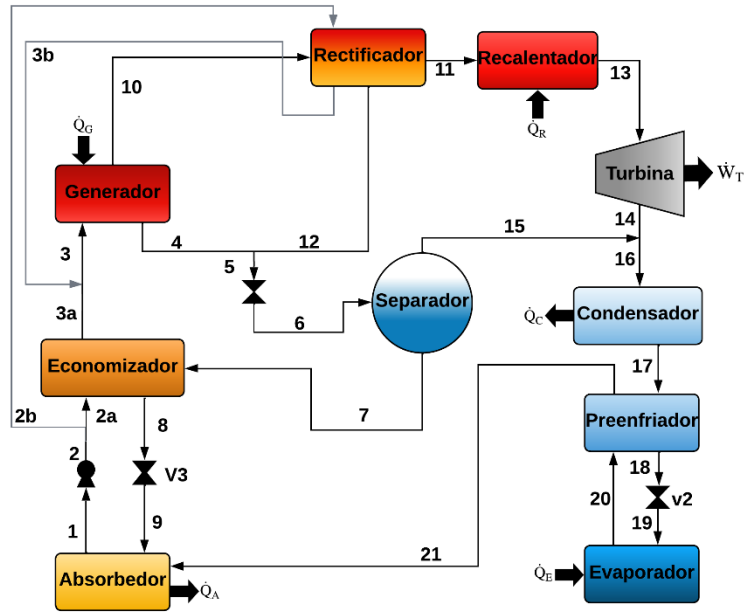 3b
Rectificador
11
Recalentador
13
10
Q̇G
Q̇R
Generador
Turbina
ẆT
3
4
12
14
15
5
16
Separador
6
Q̇C
Condensador
3a
17
Economizador
7
Preenfriador
2b
2a
8
2
V3
18
20
v2
1
9
19
21
Absorbedor
Q̇A
Q̇E
Evaporador